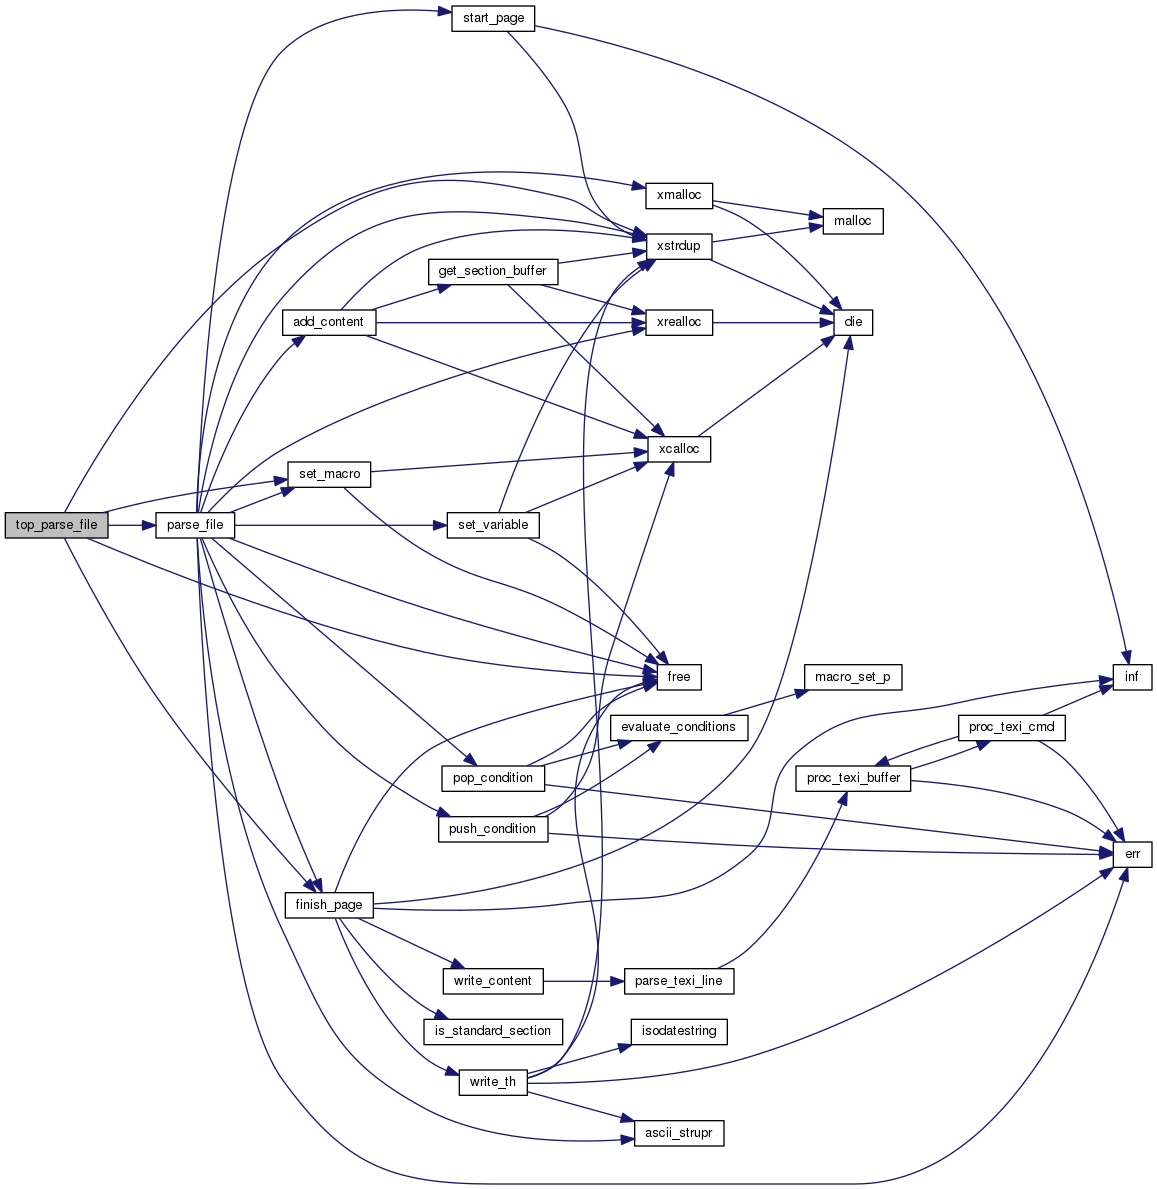 start_page
xmalloc
malloc
xstrdup
get_section_buffer
add_content
xrealloc
die
xcalloc
set_macro
top_parse_file
parse_file
set_variable
free
macro_set_p
inf
evaluate_conditions
proc_texi_cmd
pop_condition
proc_texi_buffer
push_condition
err
finish_page
write_content
parse_texi_line
is_standard_section
isodatestring
write_th
ascii_strupr